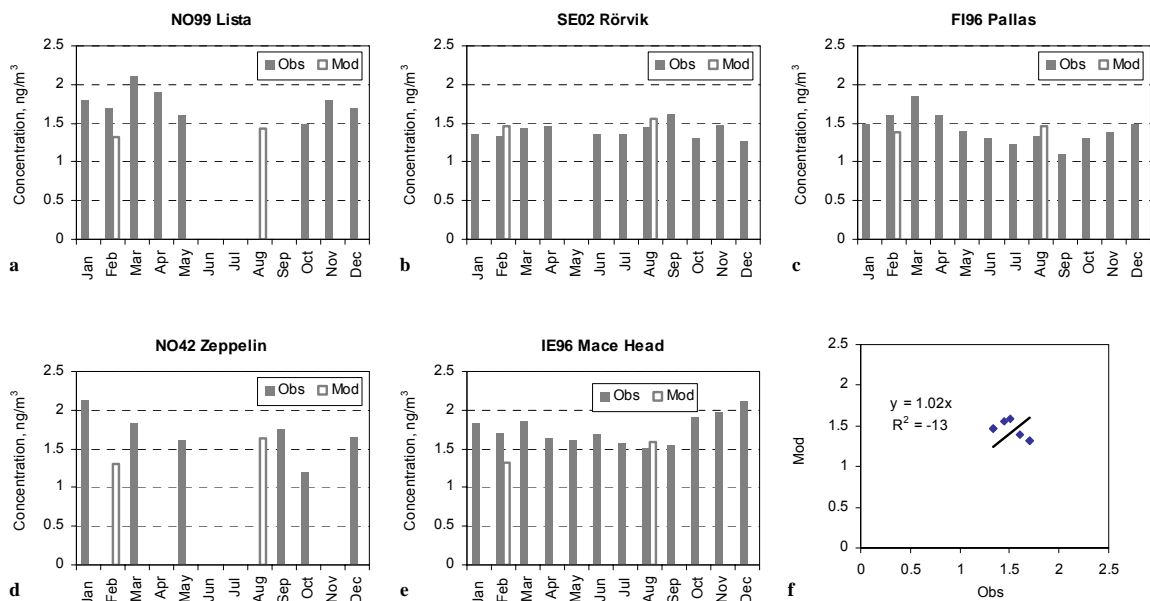 NO99 Lista
Concentration, ng/m³
2.5
2
1.5
1
0.5
0
Obs Mod
Jan Feb Mar Apr May Jun Jul Aug Sep Oct Nov Dec
a
SE02 Rörvik
Concentration, ng/m³
2.5
2
1.5
1
0.5
0
Obs Mod
Jan Feb Mar Apr May Jun Jul Aug Sep Oct Nov Dec
b
FI96 Pallas
Concentration, ng/m³
2.5
2
1.5
1
0.5
0
Obs Mod
Jan Feb Mar Apr May Jun Jul Aug Sep Oct Nov Dec
c
NO42 Zeppelin
Concentration, ng/m³
2.5
2
1.5
1
0.5
0
Obs Mod
Jan Feb Mar Apr May Jun Jul Aug Sep Oct Nov Dec
d
IE96 Mace Head
Concentration, ng/m³
2.5
2
1.5
1
0.5
0
Obs Mod
Jan Feb Mar Apr May Jun Jul Aug Sep Oct Nov Dec
e
Mod
2.5
2
1.5
1
0.5
0
y = 1.02x
R² = -13
0 0.5 1 1.5 2 2.5
Obs
f